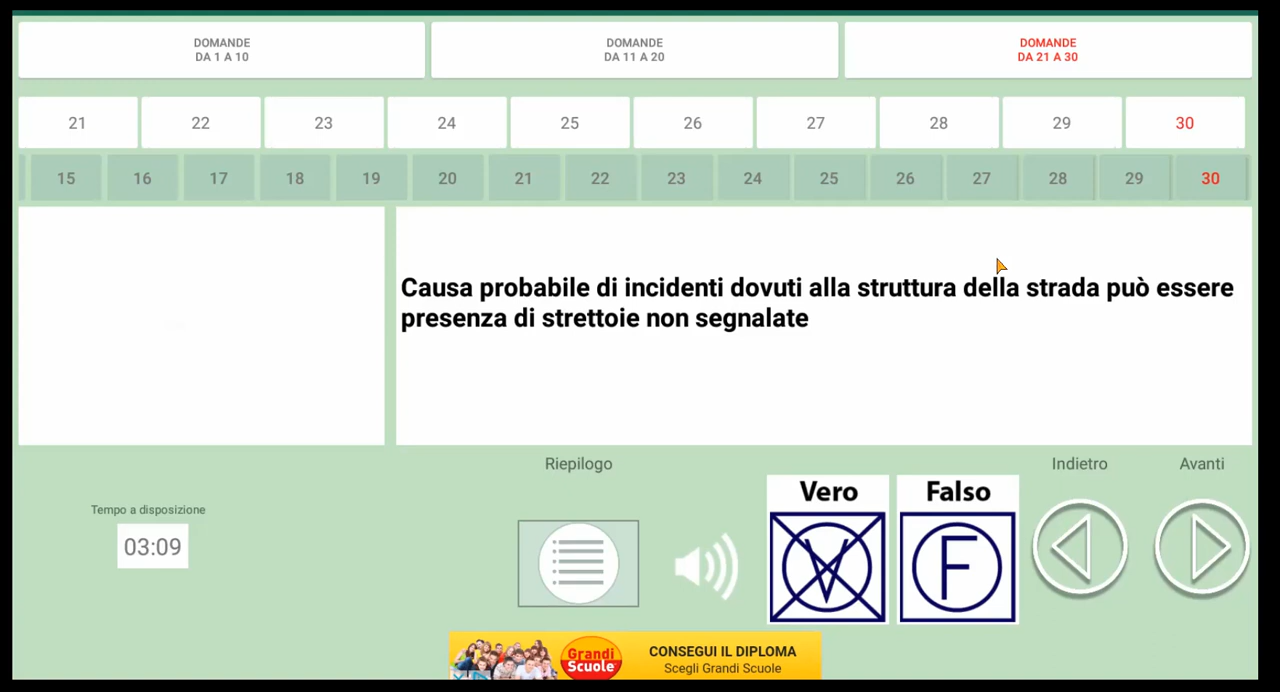 DOMANDE
DA 1 A 10
DOMANDE
DA 11 A 20
DOMANDE
DA 21 A 30
21 22 23 24 25 26 27 28 29 30
15 16 17 18 19 20 21 22 23 24 25 26 27 28 29 30
Causa probabile di incidenti dovuti alla struttura della strada può essere
presenza di strettoie non segnalate
Riepilogo
Indietro
Avanti
Tempo a disposizione
03:09
Vero
V
Falso
F
Grandi
Scuole
CONSEGUI IL DIPLOMA
Scegli Grandi Scuole